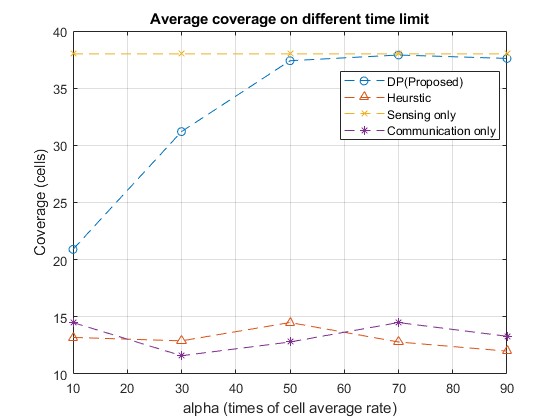 Average coverage on different time limit
40
35
30
25
20
15
10
Coverage (cells)
DP(Proposed)
Heurstic
Sensing only
Communication only
10 20 30 40 50 60 70 80 90
alpha (times of cell average rate)